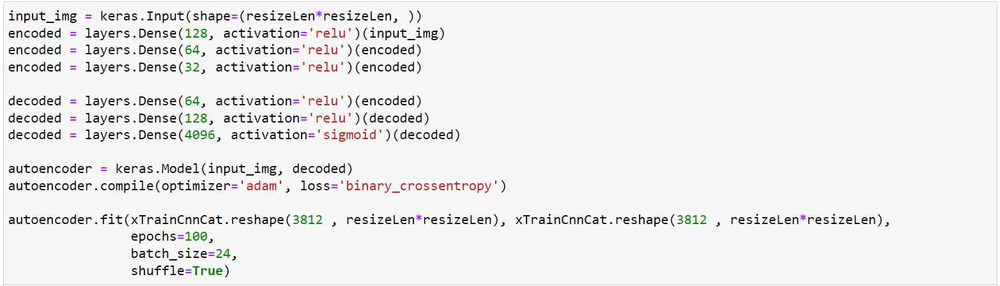 input_img = keras.Input(shape=(resizeLen*resizeLen, ))
encoded = layers.Dense(128, activation='relu')(input_img)
encoded = layers.Dense(64, activation='relu')(encoded)
encoded = layers.Dense(32, activation='relu')(encoded)

decoded = layers.Dense(64, activation='relu')(encoded)
decoded = layers.Dense(128, activation='relu')(decoded)
decoded = layers.Dense(4096, activation='sigmoid')(decoded)

autoencoder = keras.Model(input_img, decoded)
autoencoder.compile(optimizer='adam', loss='binary_crossentropy')

autoencoder.fit(xTrainCnnCat.reshape(3812 , resizeLen*resizeLen), xTrainCnnCat.reshape(3812 , resizeLen*resizeLen),
                epochs=100,
                batch_size=24,
                shuffle=True)